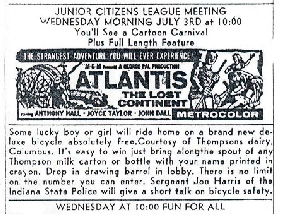 JUNIOR CITIZENS LEAGUE MEETING
WEDNESDAY MORNING JULY 3RD at 10:00
You'll See a Cartoon Carnival
Plus Full Length Feature
THE STRANGEST ADVENTURE YOU WILL EVER EXPERIENCE
M-G-M PRESENTS A GEORGE PAL PRODUCTION
ATLANTIS
THE LOST
CONTINENT
Starring ANTHONY HALL · JOYCE TAYLOR · JOHN DALL
METROCOLOR
Some lucky boy or girl will ride home on a brand new de-
luxe bicycle absolutely Free.Courtesy of Thompsons dairy,
Columbus. It's easy to win just bring alongthe spout of any
Thompson milk carton or bottle with your name printed in
crayon. Drop in drawing barrel in lobby. There is no limit
on the number you can enter. Sergeant Jon Harris of the
Indiana State Police will give a short talk on bicycle safety.
WEDNESDAY AT 10:00 FUN FOR ALL